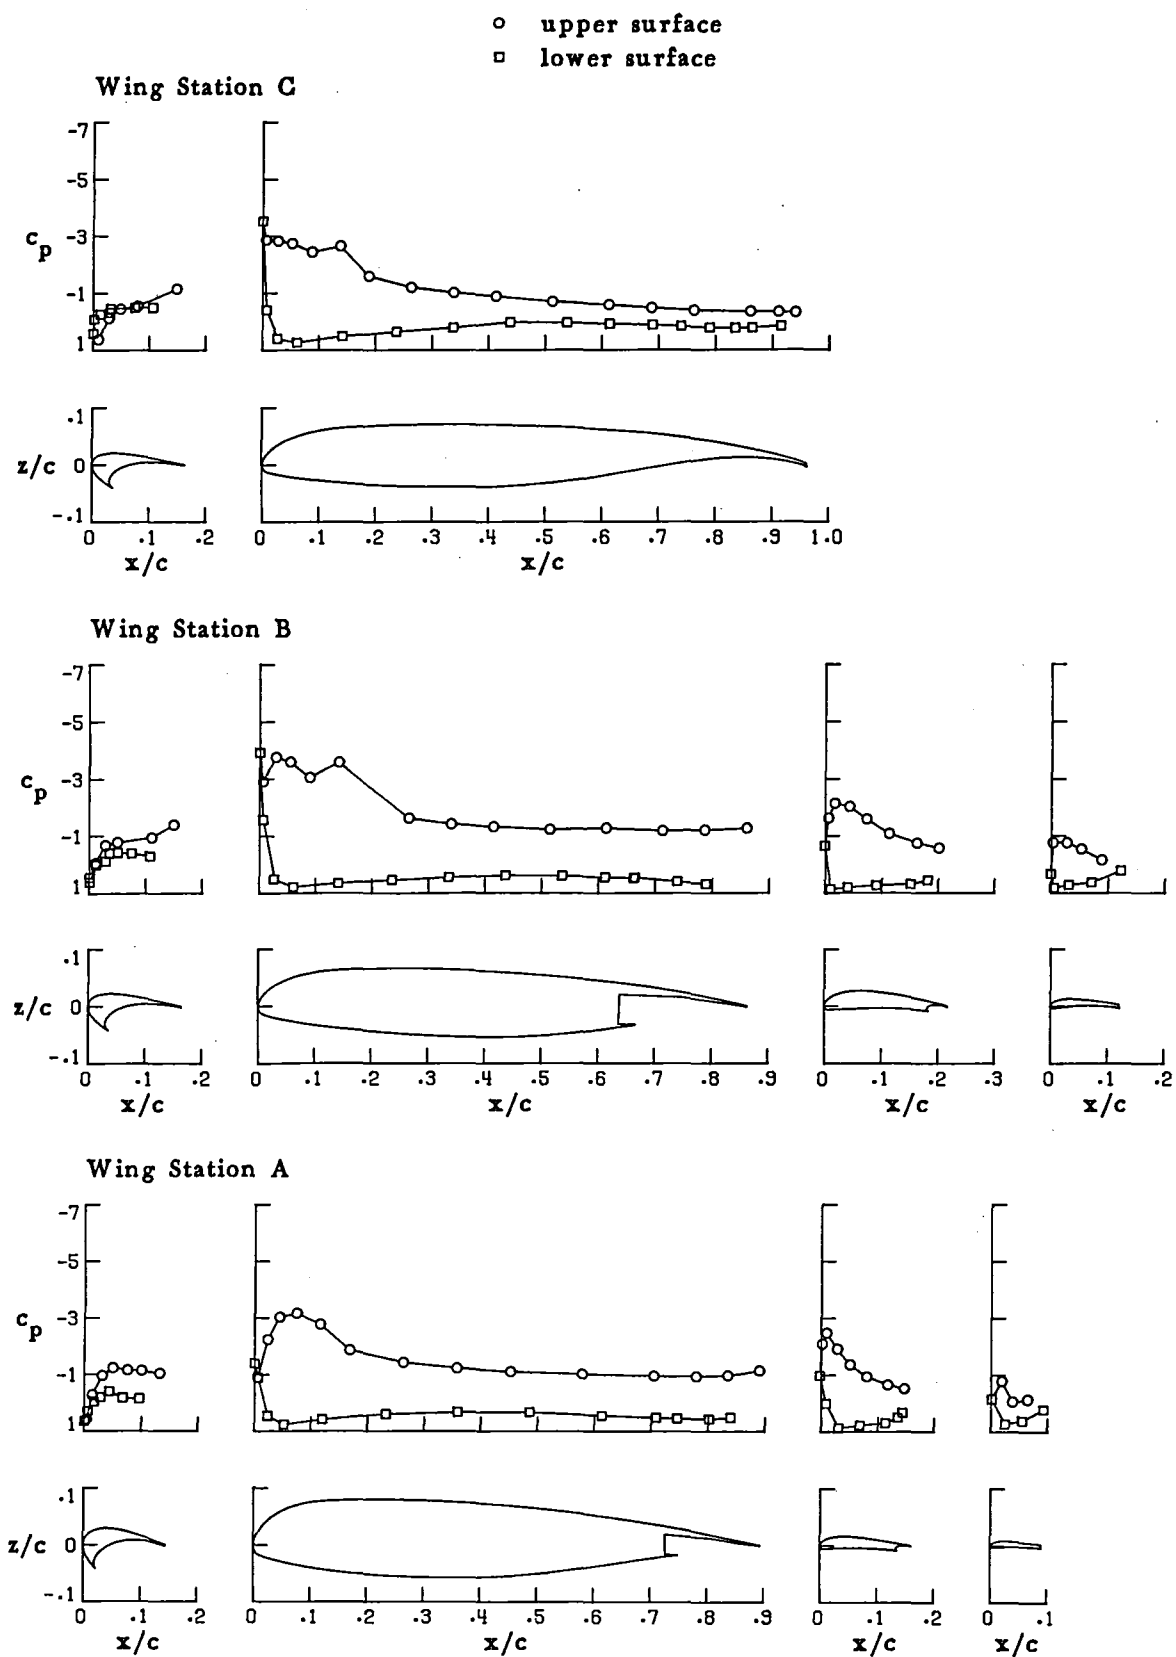 upper surface
lower surface
Wing Station C
-7
-5
-3
-1
1
c_p
.1
0
-.1
z/c
0 .1 .2
x/c
0 .1 .2 .3 .4 .5 .6 .7 .8 .9 1.0
x/c
Wing Station B
-7
-5
-3
-1
1
c_p
.1
0
-.1
z/c
0 .1 .2
x/c
0 .1 .2 .3 .4 .5 .6 .7 .8 .9
x/c
0 .1 .2 .3
x/c
0 .1 .2
x/c
Wing Station A
-7
-5
-3
-1
1
c_p
.1
0
-.1
z/c
0 .1 .2
x/c
0 .1 .2 .3 .4 .5 .6 .7 .8 .9
x/c
0 .1 .2
x/c
0 .1
x/c